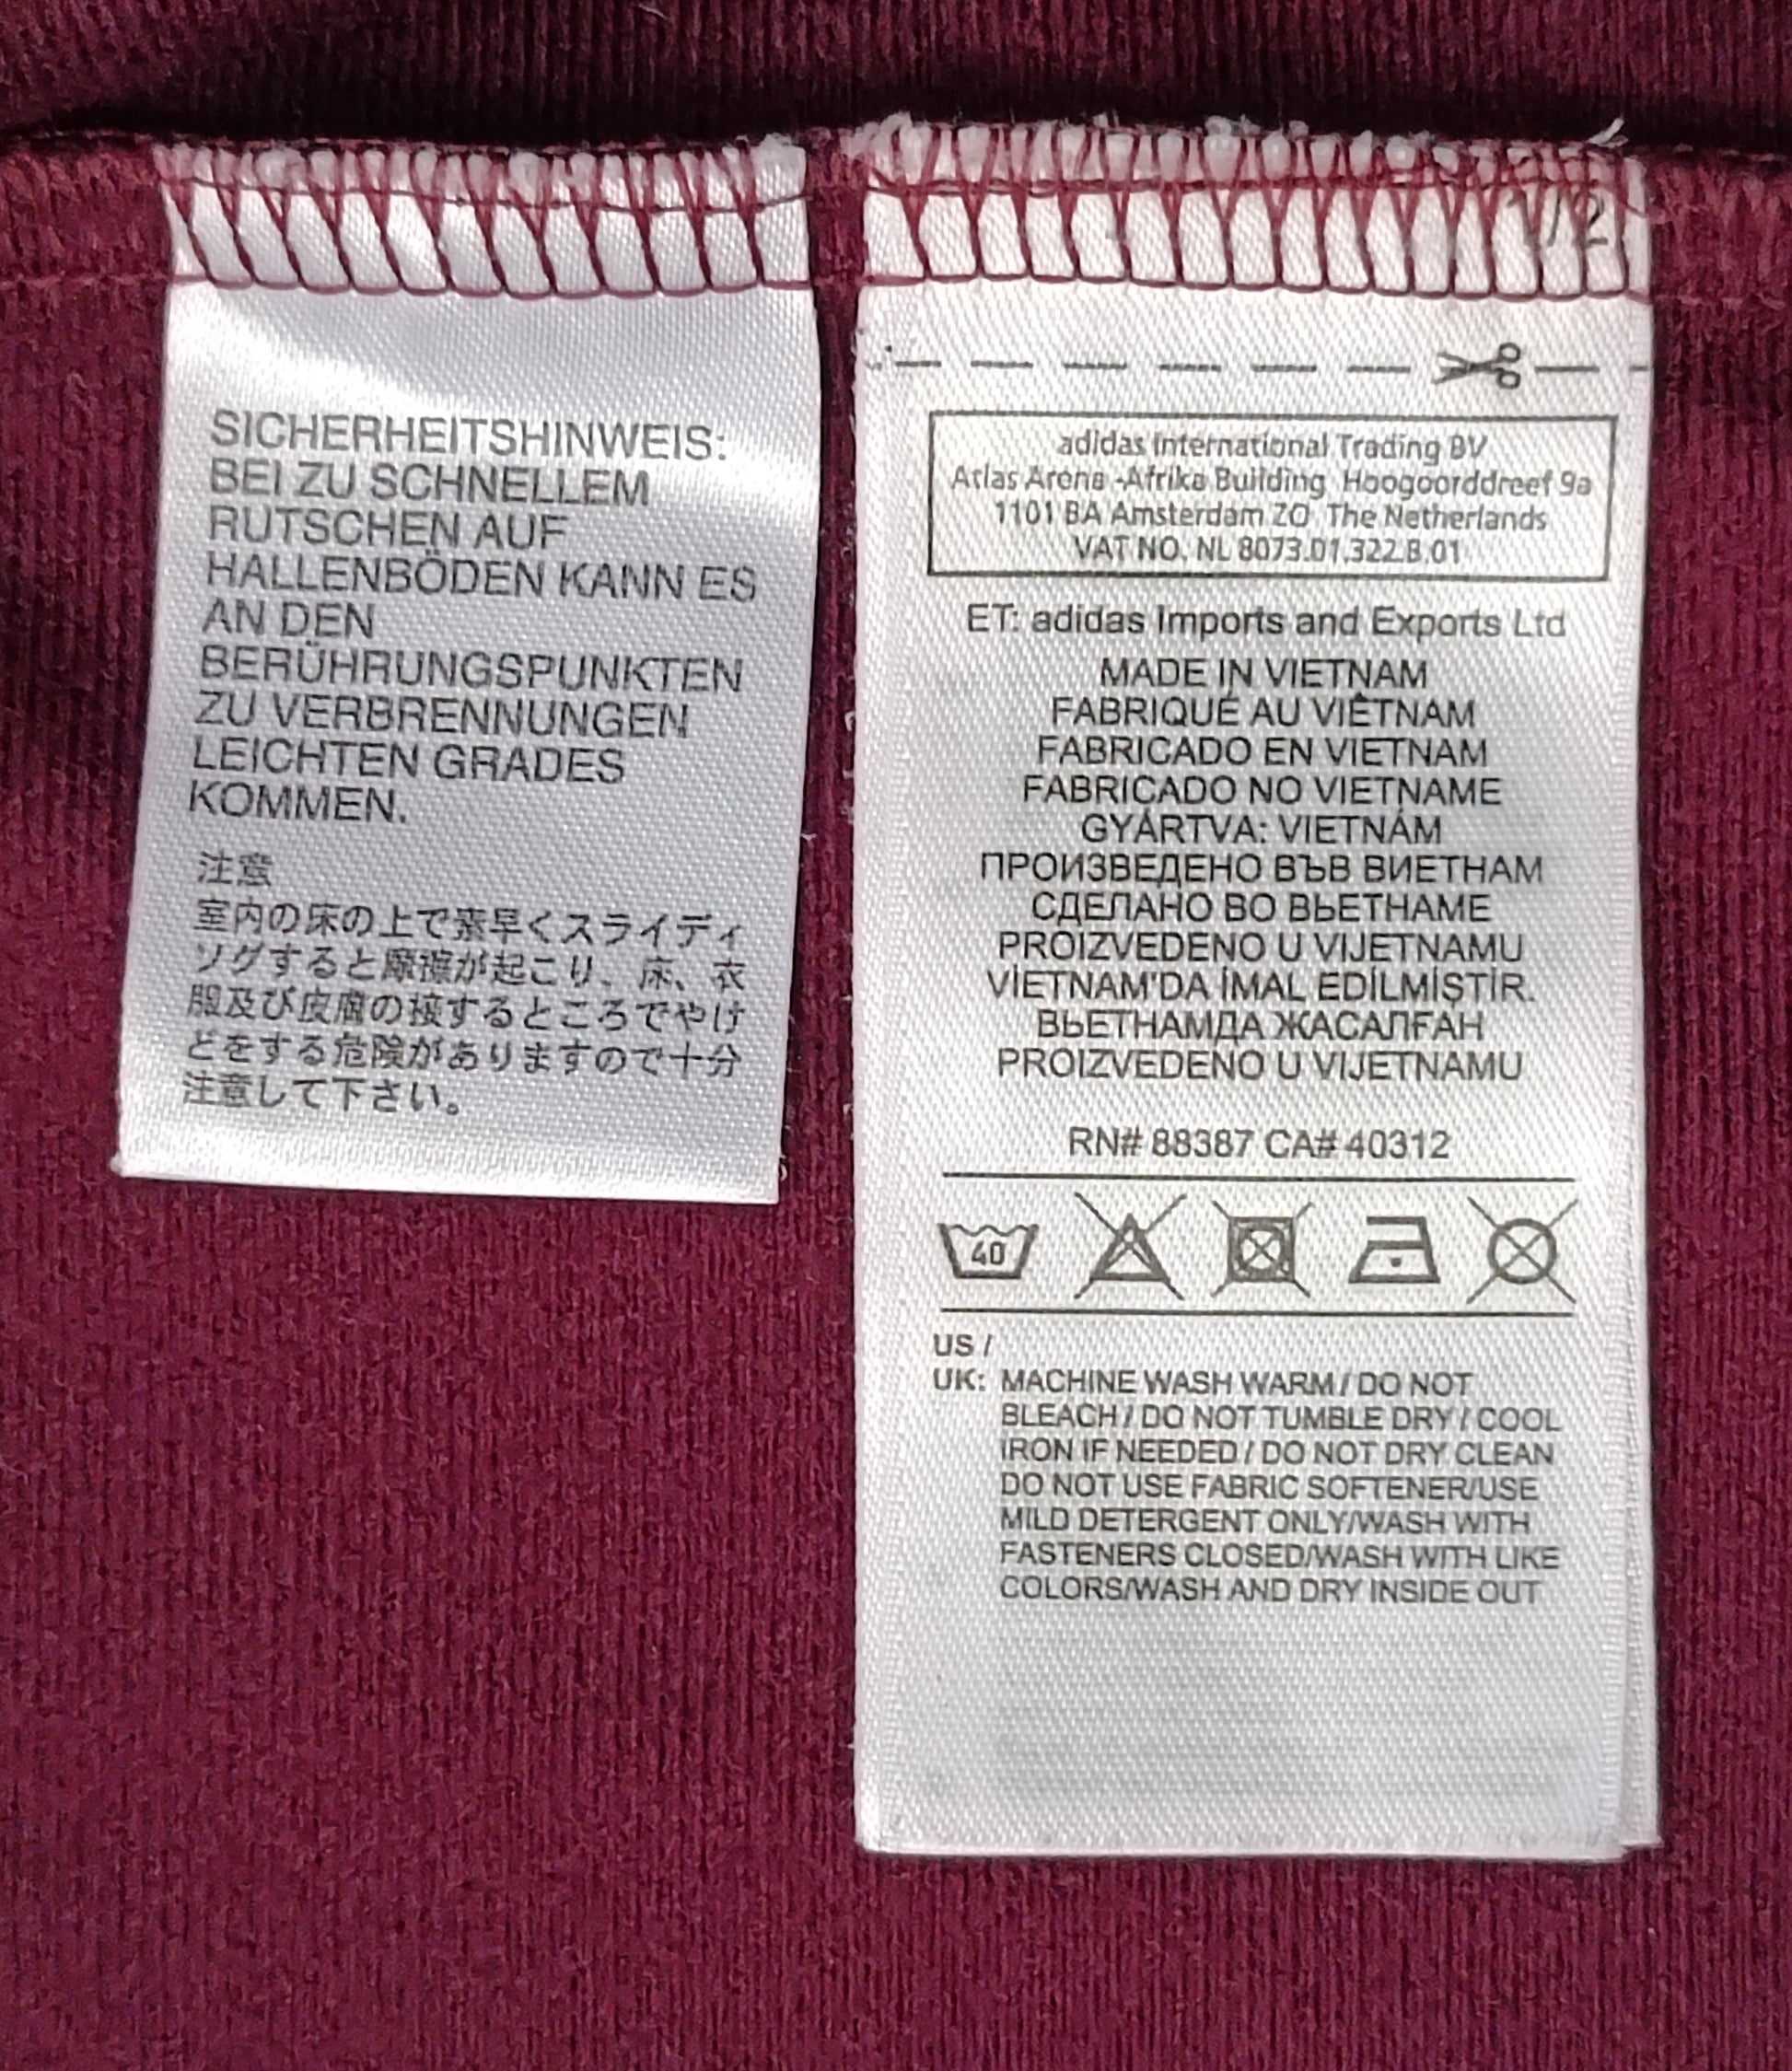 SICHERHEITSHINWEIS:
BEI ZU SCHNELLEM
RUTSCHEN AUF
HALLENBÖDEN KANN ES
AN DEN
BERÜHRUNGSPUNKTEN
ZU VERBRENNUNGEN
LEICHTEN GRADES
KOMMEN.
注意
室内の床の上で素早くスライディ
ングすると摩擦が起こり、床、衣
服及び皮膚の接するところでやけ
どをする危険がありますので十分
注意して下さい。
1/2
adidas International Trading BV
Atlas Arena -Afrika Building Hoogoorddreef 9a
1101 BA Amsterdam ZO The Netherlands
VAT NO. NL 8073.01.322.B.01
ET: adidas Imports and Exports Ltd
MADE IN VIETNAM
FABRIQUÉ AU VIÊTNAM
FABRICADO EN VIETNAM
FABRICADO NO VIETNAME
GYÁRTVA: VIETNÁM
ПРОИЗВЕДЕНО ВЪВ ВИЕТНАМ
СДЕЛАНО ВО ВЬЕТНАМЕ
PROIZVEDENO U VIJETNAMU
VİETNAM'DA İMAL EDİLMİŞTİR.
ВЬЕТНАМДА ЖАСАЛҒАН
PROIZVEDENO U VIJETNAMU
RN# 88387 CA# 40312
40
US /
UK: MACHINE WASH WARM / DO NOT
BLEACH / DO NOT TUMBLE DRY / COOL
IRON IF NEEDED / DO NOT DRY CLEAN
DO NOT USE FABRIC SOFTENER/USE
MILD DETERGENT ONLY/WASH WITH
FASTENERS CLOSED/WASH WITH LIKE
COLORS/WASH AND DRY INSIDE OUT